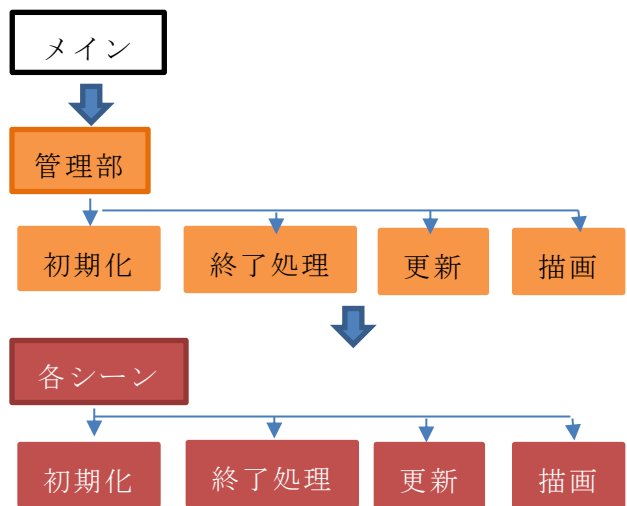 メイン
管理部
初期化
終了処理
更新
描画
各シーン
初期化
終了処理
更新
描画